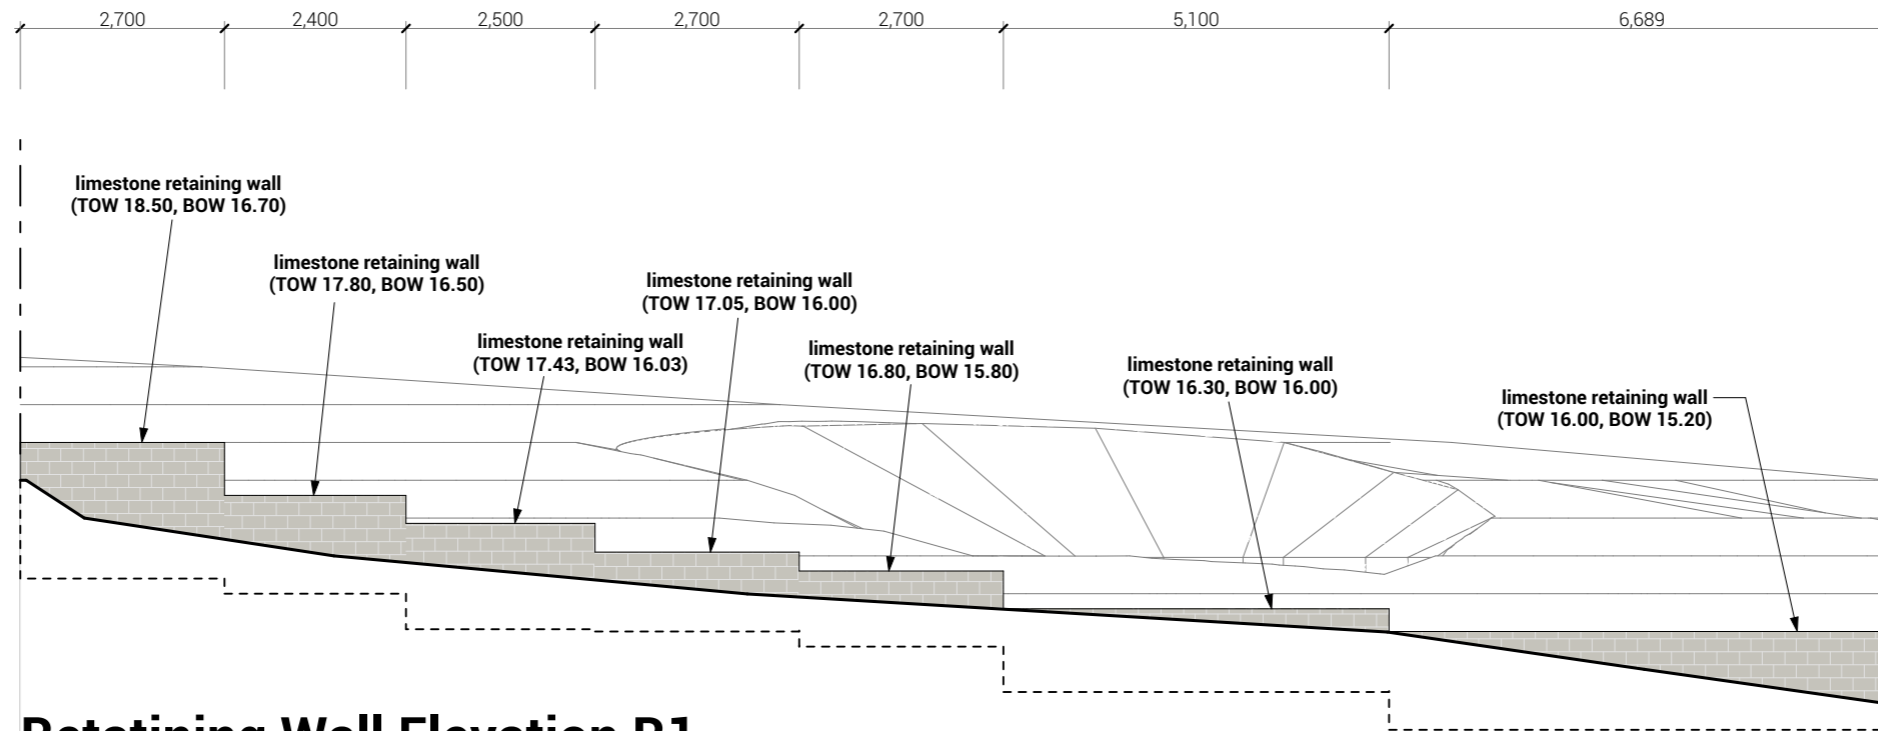 2,700
2,400
2,500
2,700
2,700
5,100
6,689
limestone retaining wall
(TOW 18.50, BOW 16.70)
limestone retaining wall
(TOW 17.80, BOW 16.50)
limestone retaining wall
(TOW 17.43, BOW 16.03)
limestone retaining wall
(TOW 17.05, BOW 16.00)
limestone retaining wall
(TOW 16.80, BOW 15.80)
limestone retaining wall
(TOW 16.30, BOW 16.00)
limestone retaining wall
(TOW 16.00, BOW 15.20)
Retatining Wall Elevation B1